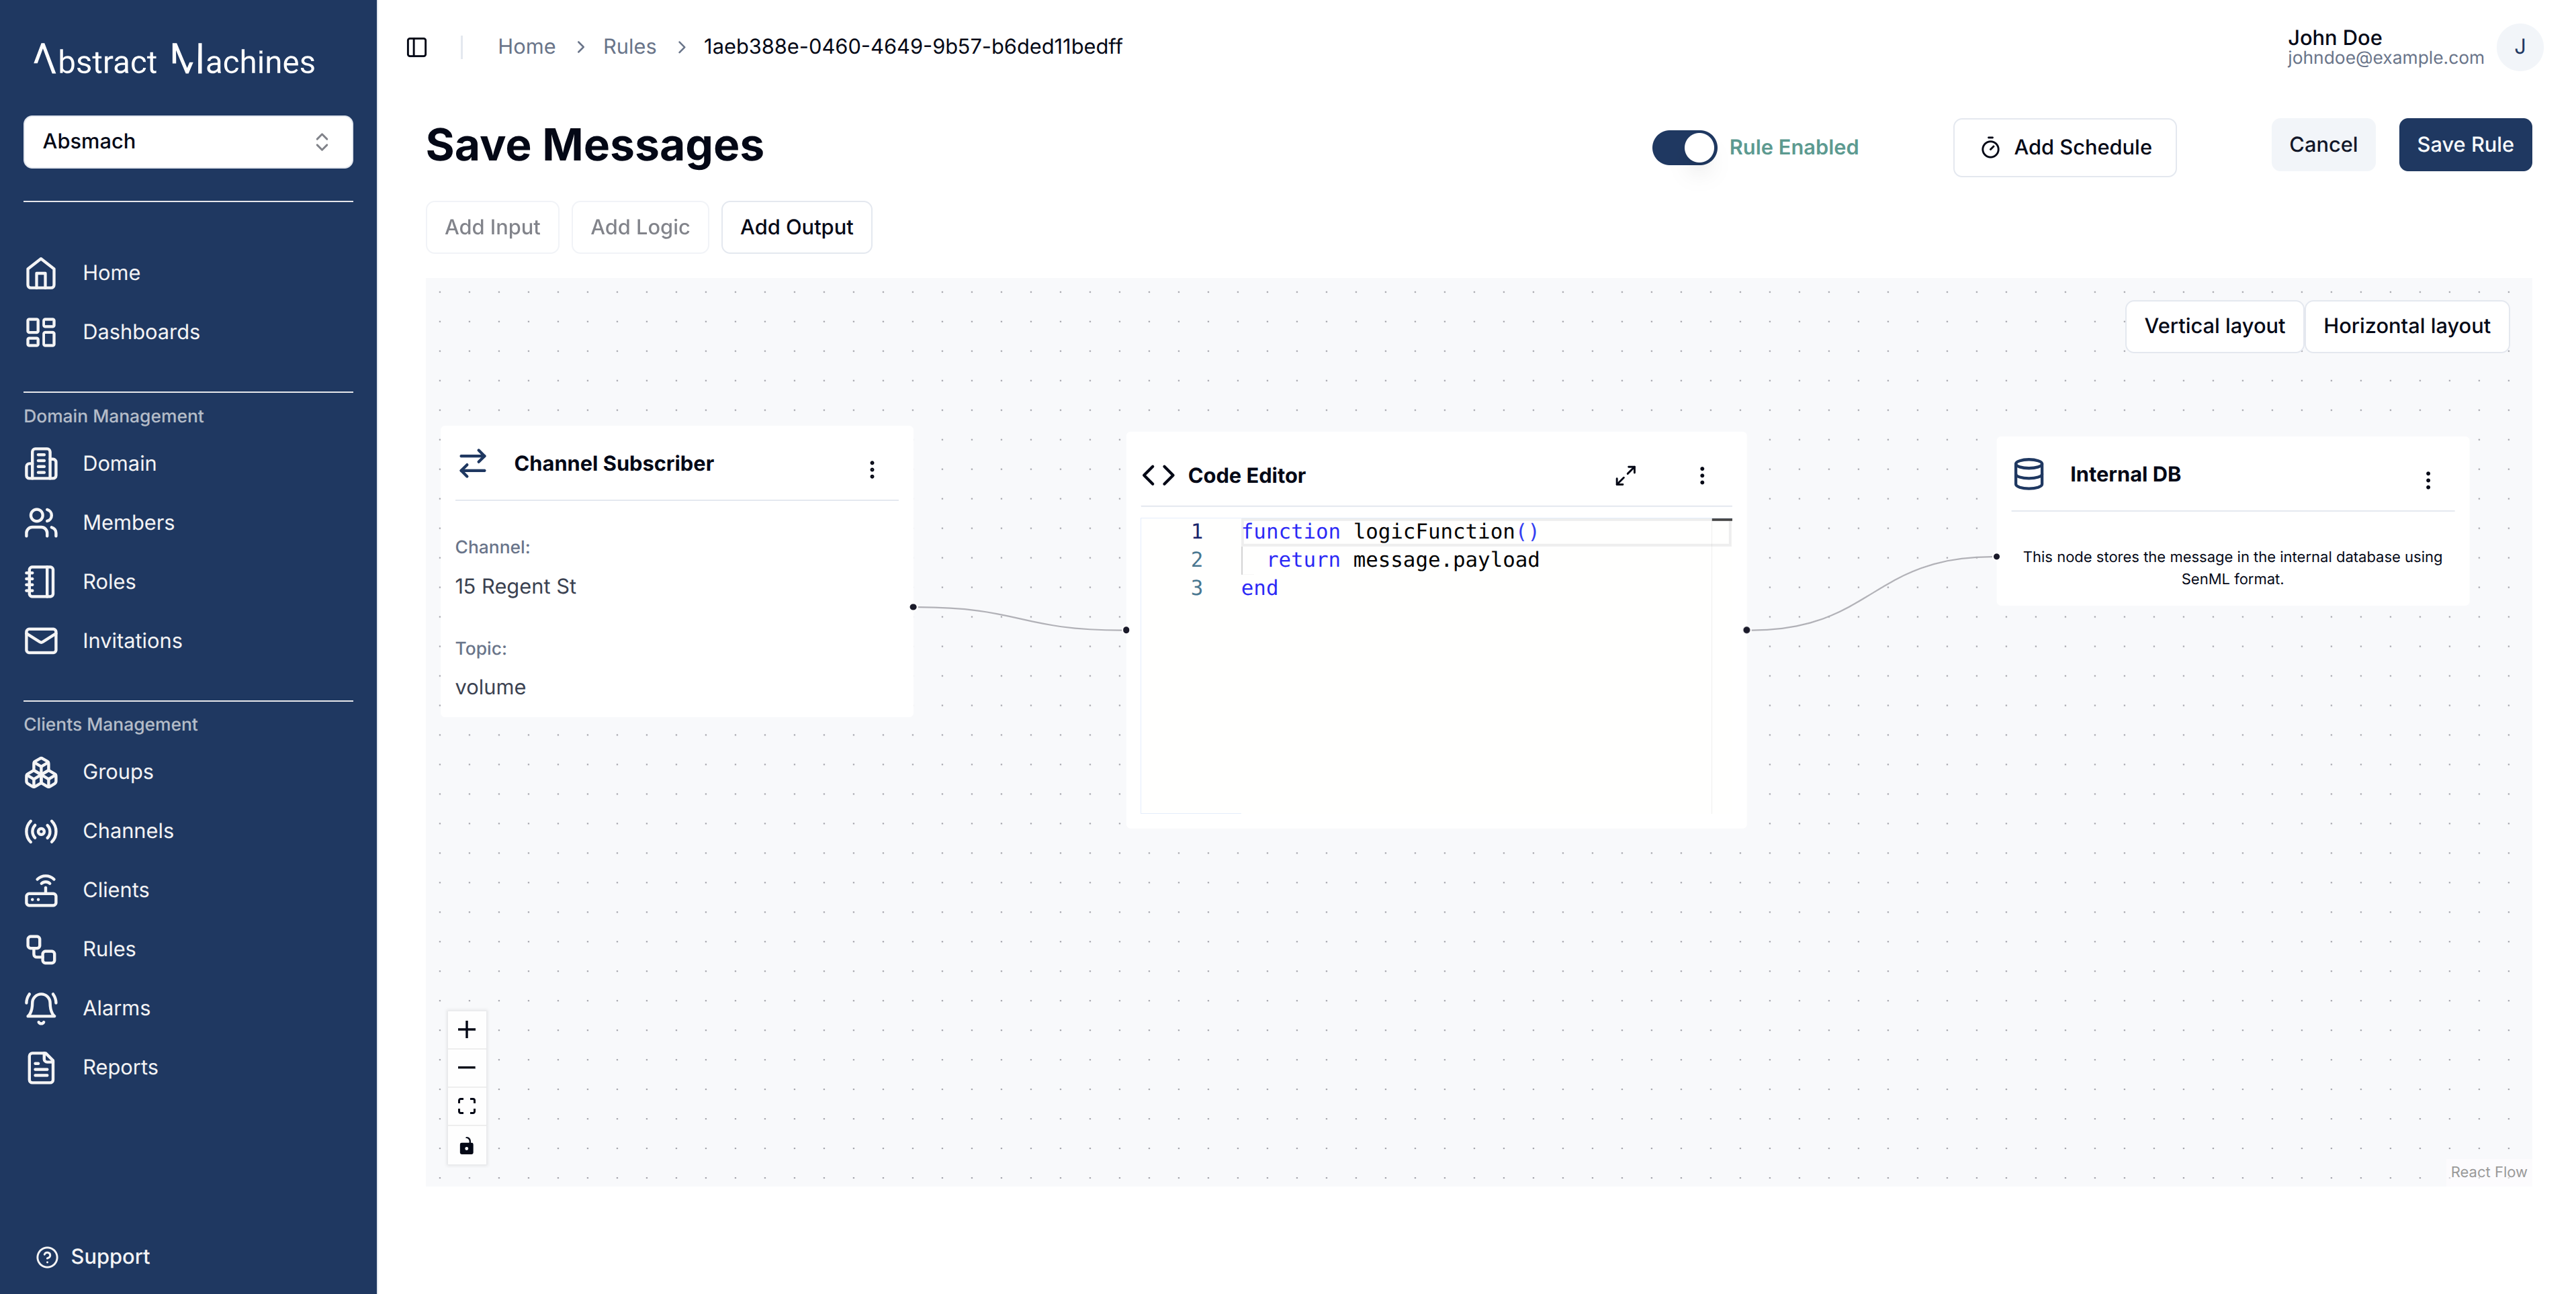 Abstract Machines
Absmach
Home
Dashboards
Domain Management
Domain
Members
Roles
Invitations
Clients Management
Groups
Channels
Clients
Rules
Alarms
Reports
Support
Home > Rules > 1aeb388e-0460-4649-9b57-b6ded11bedff
John Doe
johndoe@example.com
J
Save Messages
Rule Enabled
Add Schedule
Cancel
Save Rule
Add Input
Add Logic
Add Output
Vertical layout
Horizontal layout
Channel Subscriber
Channel:
15 Regent St
Topic:
volume
Code Editor
1 function logicFunction()
2 return message.payload
3 end
Internal DB
This node stores the message in the internal database using
SenML format.
React Flow